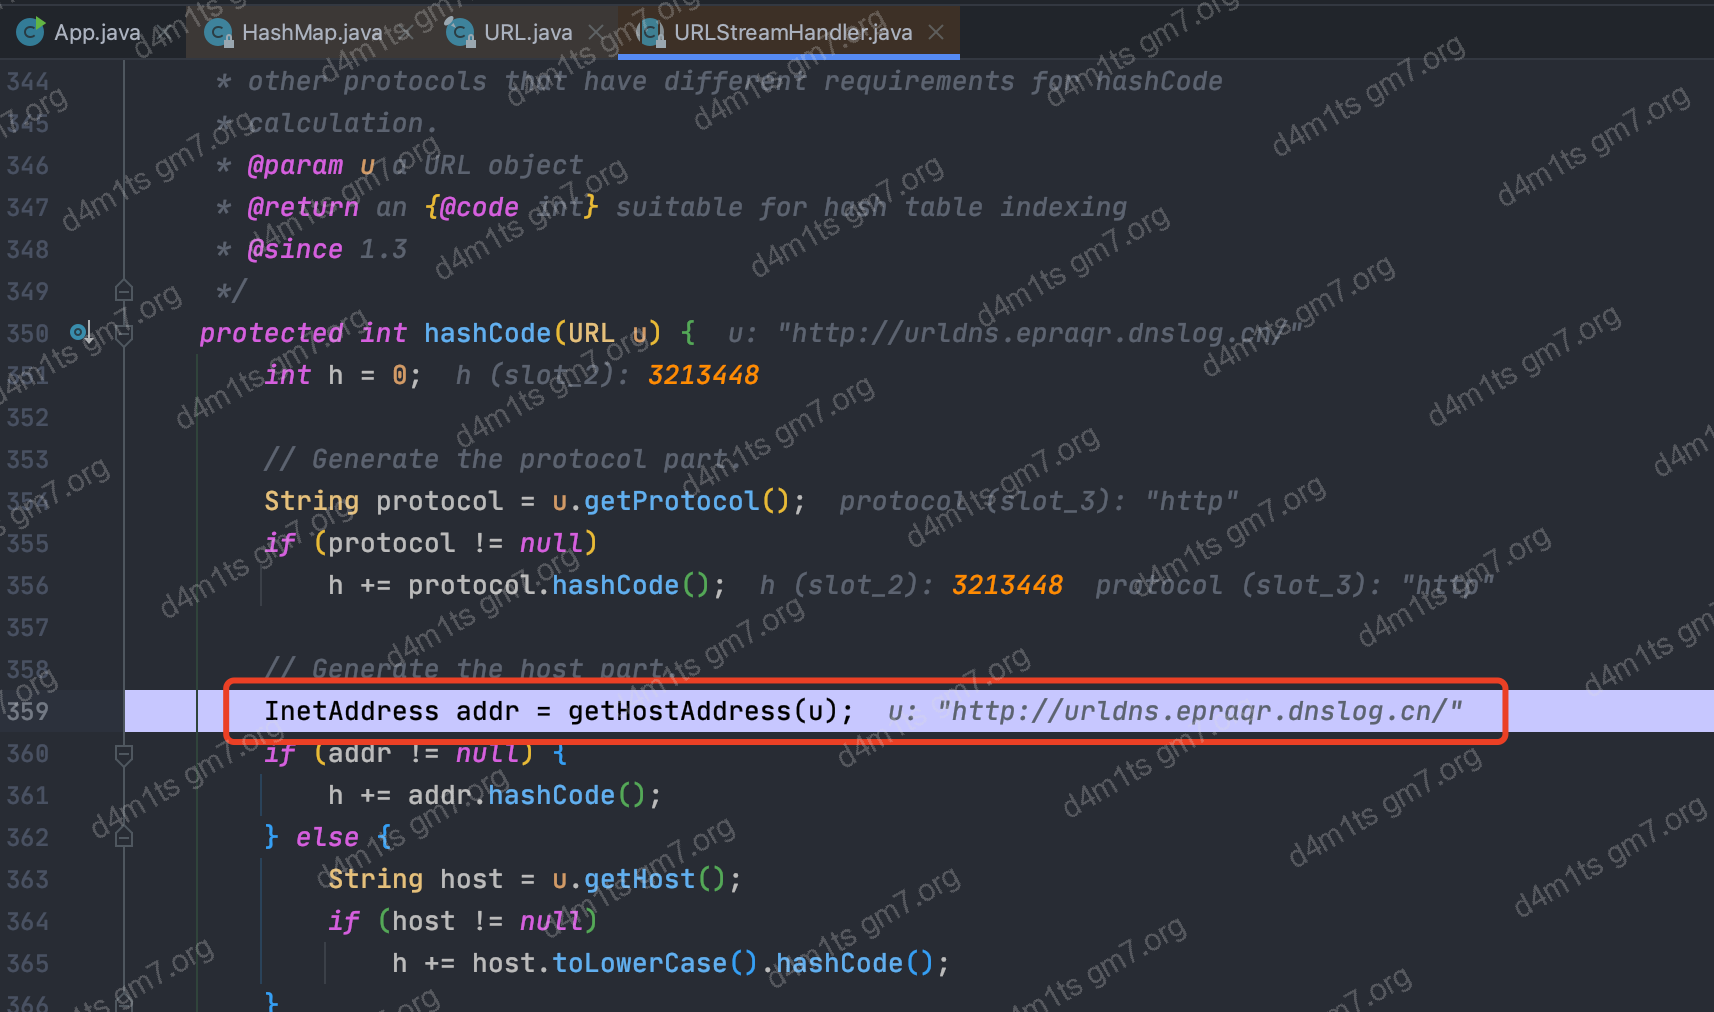 App.java HashMap.java URL.java URLStreamHandler.java
344 * other protocols that have different requirements for hashCode
345 * calculation.
346 * @param u a URL object
347 * @return an {@code int} suitable for hash table indexing
348 * @since 1.3
349 */
350 protected int hashCode(URL u) { u: "http://urldns.epraqr.dnslog.cn/"
351 int h = 0; h (slot_2): 3213448
352
353 // Generate the protocol part.
354 String protocol = u.getProtocol(); protocol (slot_3): "http"
355 if (protocol != null)
356 h += protocol.hashCode(); h (slot_2): 3213448 protocol (slot_3): "http"
357
358 // Generate the host part.
359 InetAddress addr = getHostAddress(u); u: "http://urldns.epraqr.dnslog.cn/"
360 if (addr != null) {
361 h += addr.hashCode();
362 } else {
363 String host = u.getHost();
364 if (host != null)
365 h += host.toLowerCase().hashCode();
366 }
d4m1ts gm7.org